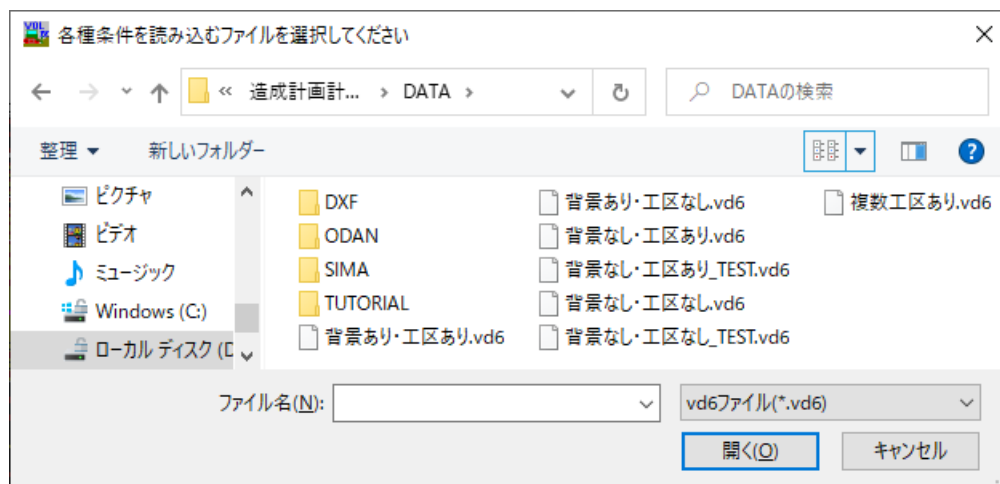 各種条件を読み込むファイルを選択してください
« 造成計画計... › DATA ›
DATAの検索
整理
新しいフォルダー
ピクチャ
ビデオ
ミュージック
Windows (C:)
ローカル ディスク (D
DXF
ODAN
SIMA
TUTORIAL
背景あり・工区あり.vd6
背景あり・工区なし.vd6
背景なし・工区あり.vd6
背景なし・工区あり_TEST.vd6
背景なし・工区なし.vd6
背景なし・工区なし_TEST.vd6
複数工区あり.vd6
ファイル名(N):
vd6ファイル(*.vd6)
開く(O)
キャンセル